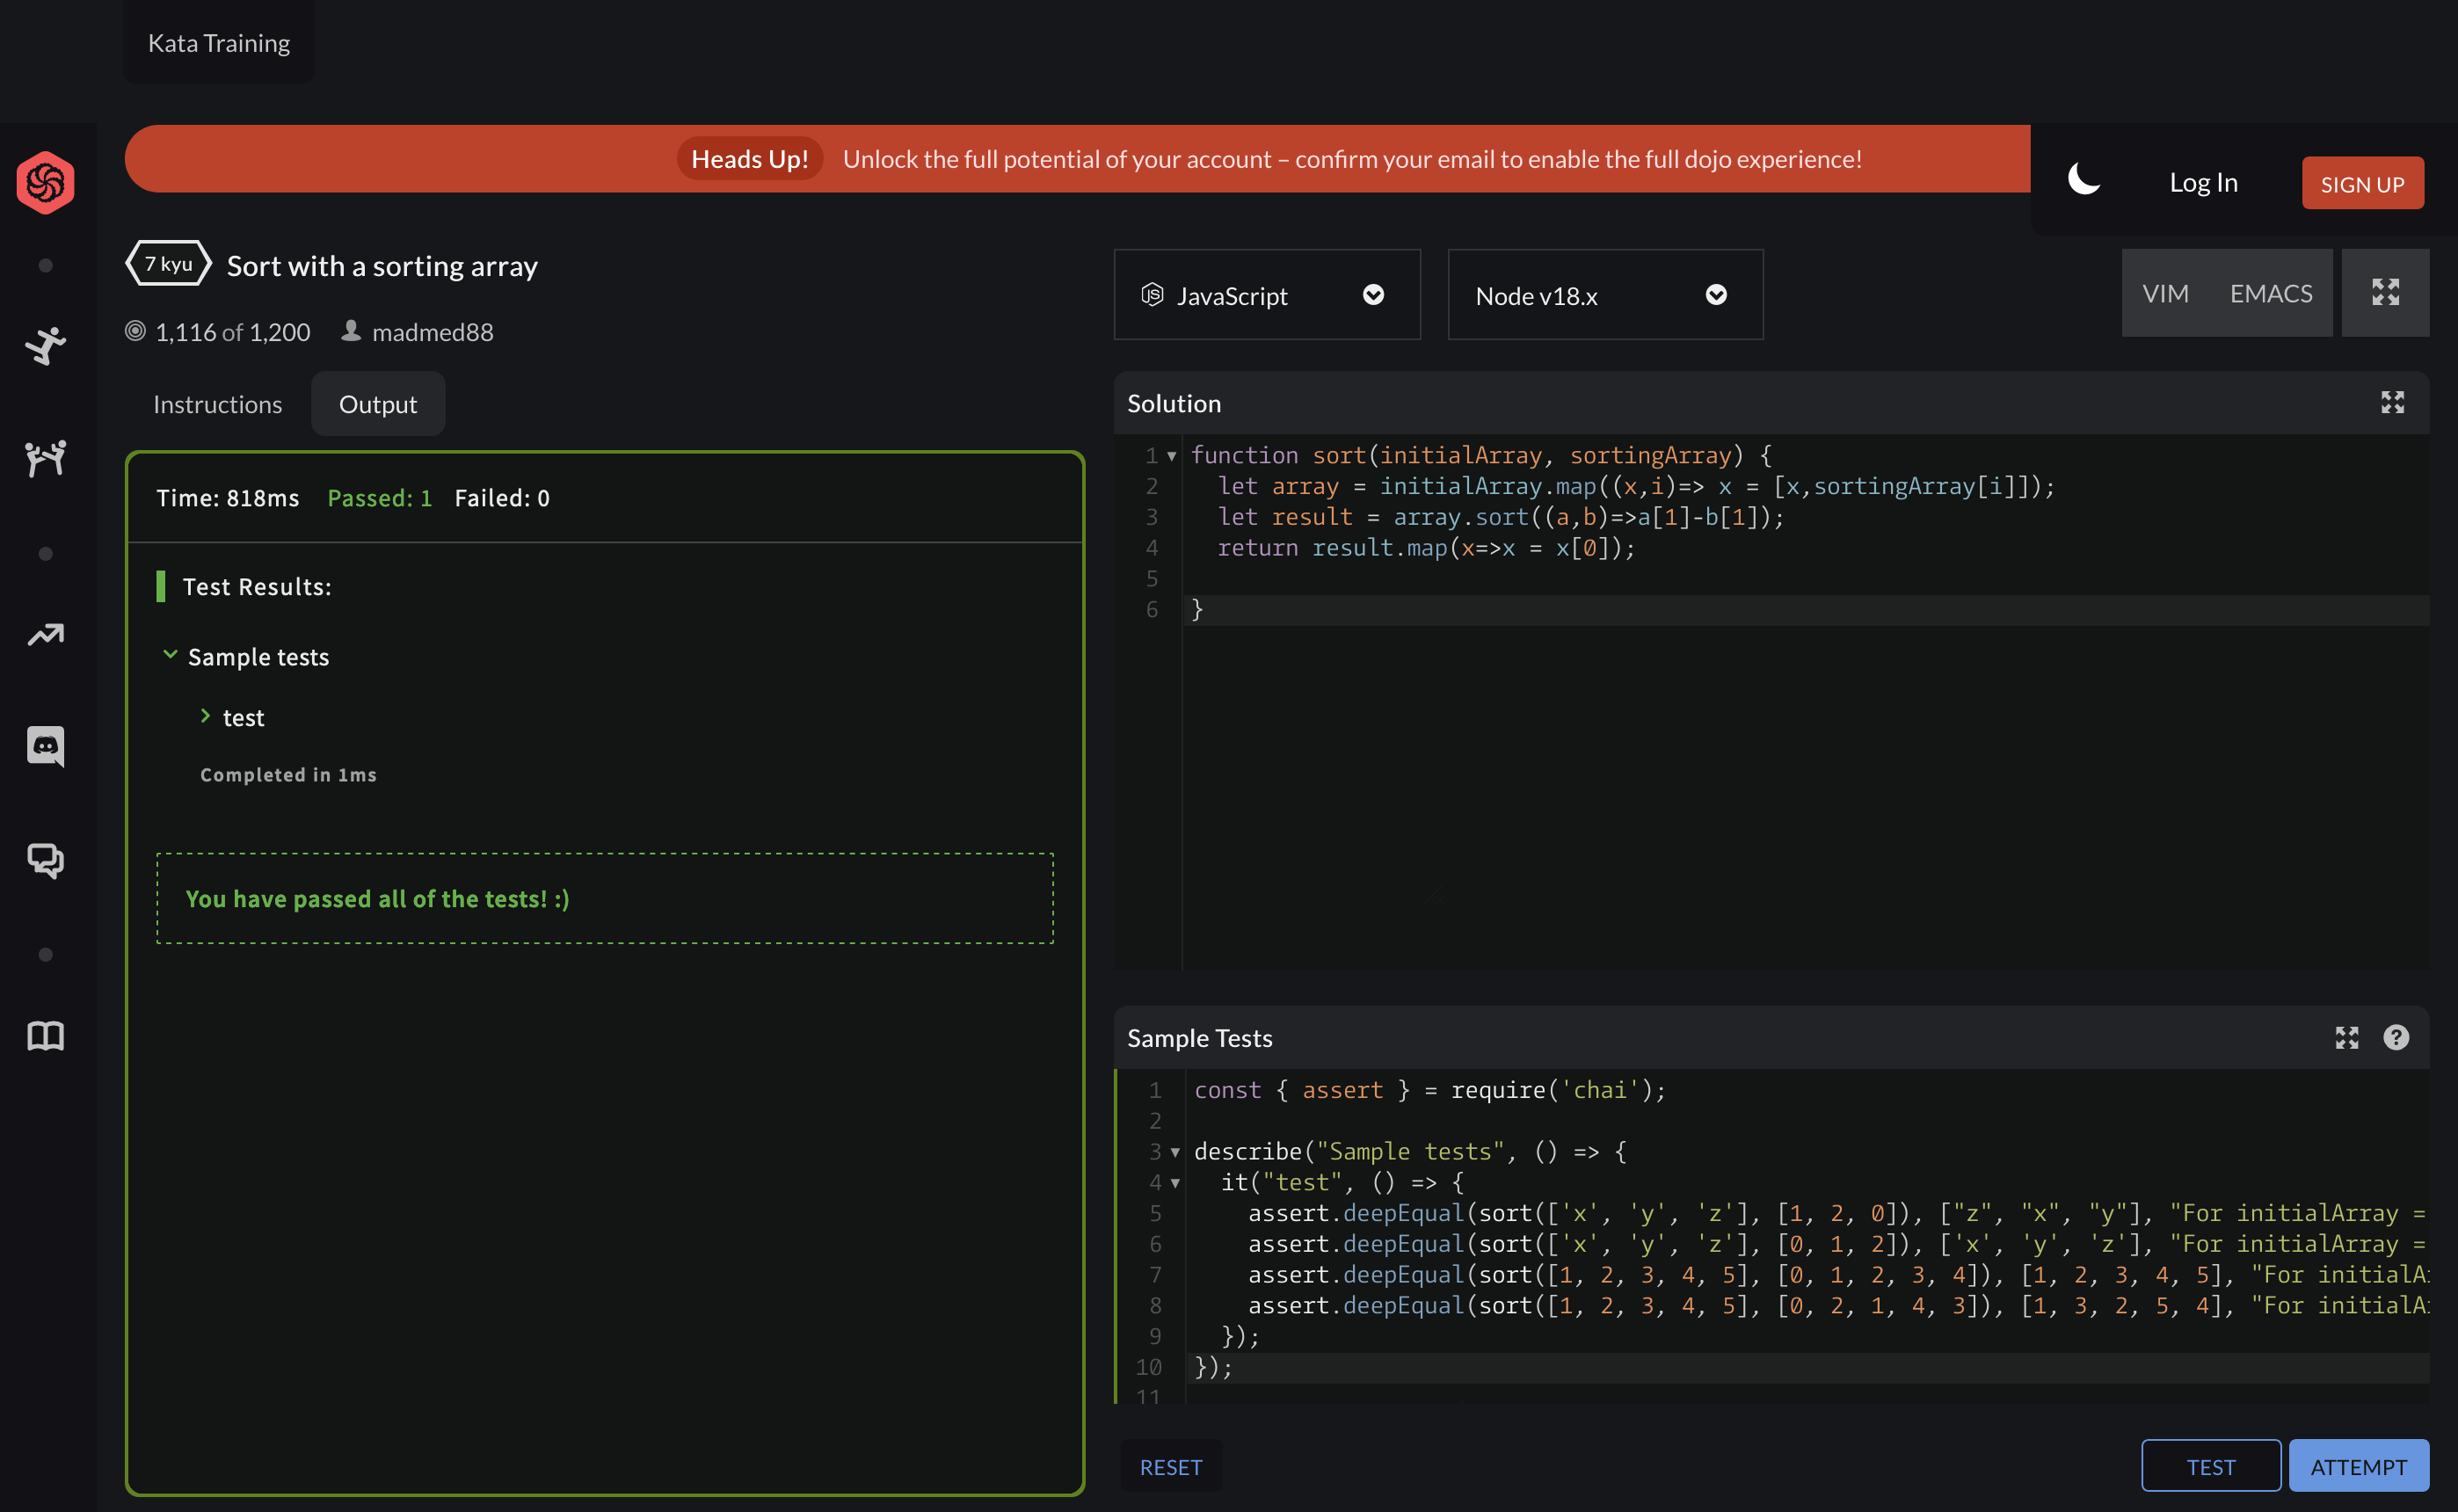 Kata Training
Heads Up! Unlock the full potential of your account – confirm your email to enable the full dojo experience!
Log In
SIGN UP
7 kyu Sort with a sorting array
1,116 of 1,200 madmed88
Instructions Output
Time: 818ms Passed: 1 Failed: 0
Test Results:
Sample tests
test
Completed in 1ms
You have passed all of the tests! :)
JavaScript
Node v18.x
VIM EMACS
Solution
1 function sort(initialArray, sortingArray) {
2   let array = initialArray.map((x,i)=> x = [x,sortingArray[i]]);
3   let result = array.sort((a,b)=>a[1]-b[1]);
4   return result.map(x=>x = x[0]);
5
6 }
Sample Tests
1 const { assert } = require('chai');
2
3 describe("Sample tests", () => {
4   it("test", () => {
5     assert.deepEqual(sort(['x', 'y', 'z'], [1, 2, 0]), ["z", "x", "y"], "For initialArray =
6     assert.deepEqual(sort(['x', 'y', 'z'], [0, 1, 2]), ['x', 'y', 'z'], "For initialArray =
7     assert.deepEqual(sort([1, 2, 3, 4, 5], [0, 1, 2, 3, 4]), [1, 2, 3, 4, 5], "For initialA
8     assert.deepEqual(sort([1, 2, 3, 4, 5], [0, 2, 1, 4, 3]), [1, 3, 2, 5, 4], "For initialA
9   });
10 });
11
RESET
TEST
ATTEMPT